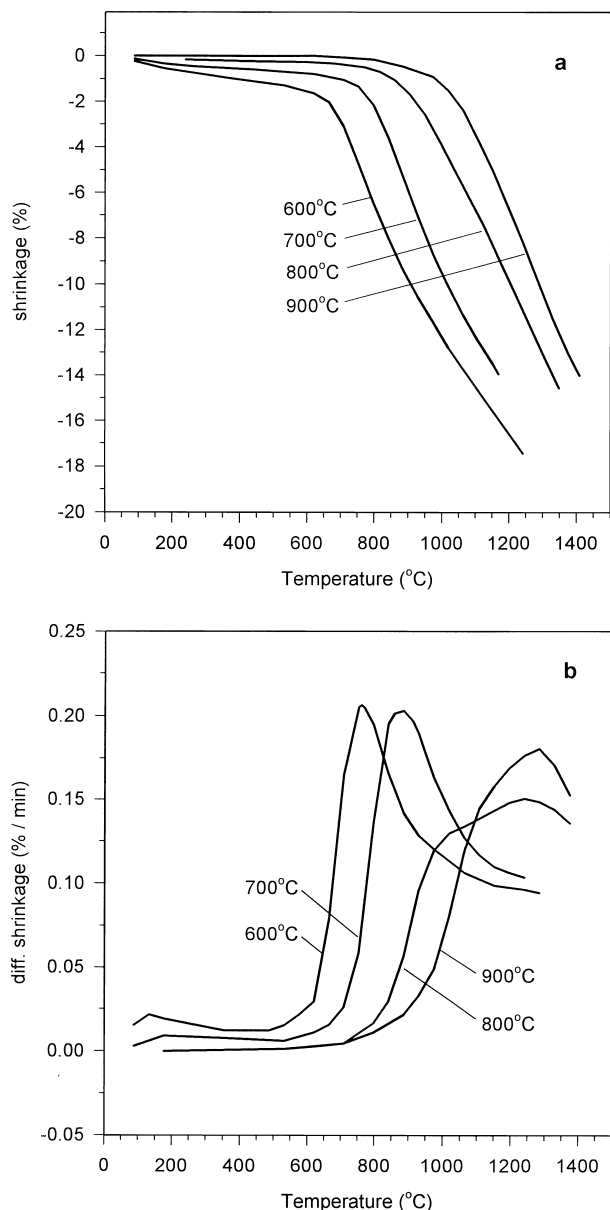 a
0
-2
-4
-6
-8
-10
-12
-14
-16
-18
-20
shrinkage (%)
600°C
700°C
800°C
900°C
0 200 400 600 800 1000 1200 1400
Temperature (°C)
b
0.25
0.20
0.15
0.10
0.05
0.00
-0.05
diff. shrinkage (% / min)
700°C
600°C
900°C
800°C
0 200 400 600 800 1000 1200 1400
Temperature (°C)